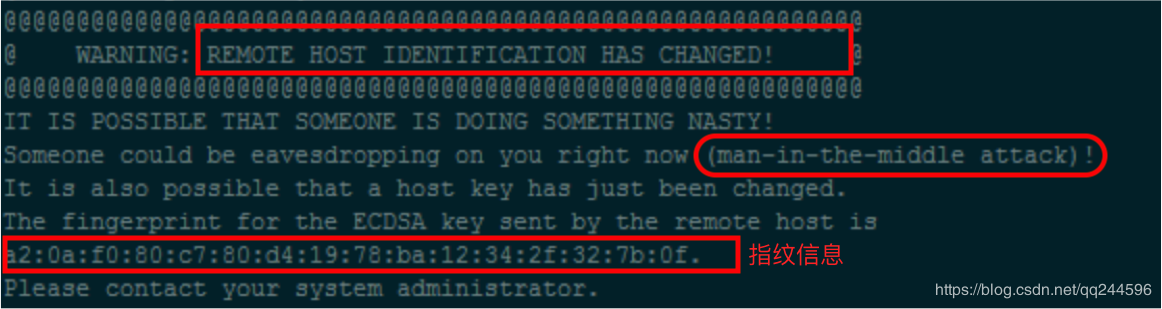 @@@@@@@@@@@@@@@@@@@@@@@@@@@@@@@@@@@@@@@@@@@@@@@@@@@@@@@@@@@
@    WARNING: REMOTE HOST IDENTIFICATION HAS CHANGED!     @
@@@@@@@@@@@@@@@@@@@@@@@@@@@@@@@@@@@@@@@@@@@@@@@@@@@@@@@@@@@
IT IS POSSIBLE THAT SOMEONE IS DOING SOMETHING NASTY!
Someone could be eavesdropping on you right now (man-in-the-middle attack)!
It is also possible that a host key has just been changed.
The fingerprint for the ECDSA key sent by the remote host is
a2:0a:f0:80:c7:80:d4:19:78:ba:12:34:2f:32:7b:0f. 指纹信息
Please contact your system administrator.
https://blog.csdn.net/qq244596